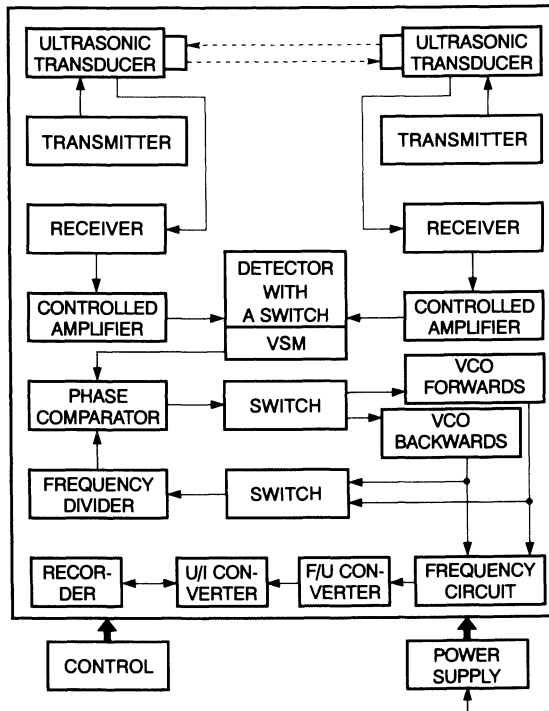 ULTRASONIC
TRANSDUCER
ULTRASONIC
TRANSDUCER
TRANSMITTER
TRANSMITTER
RECEIVER
RECEIVER
DETECTOR
WITH
A SWITCH
VSM
CONTROLLED
AMPLIFIER
CONTROLLED
AMPLIFIER
PHASE
COMPARATOR
SWITCH
VCO
FORWARDS
VCO
BACKWARDS
FREQUENCY
DIVIDER
SWITCH
RECOR-
DER
U/I CON-
VERTER
F/U CON-
VERTER
FREQUENCY
CIRCUIT
CONTROL
POWER
SUPPLY